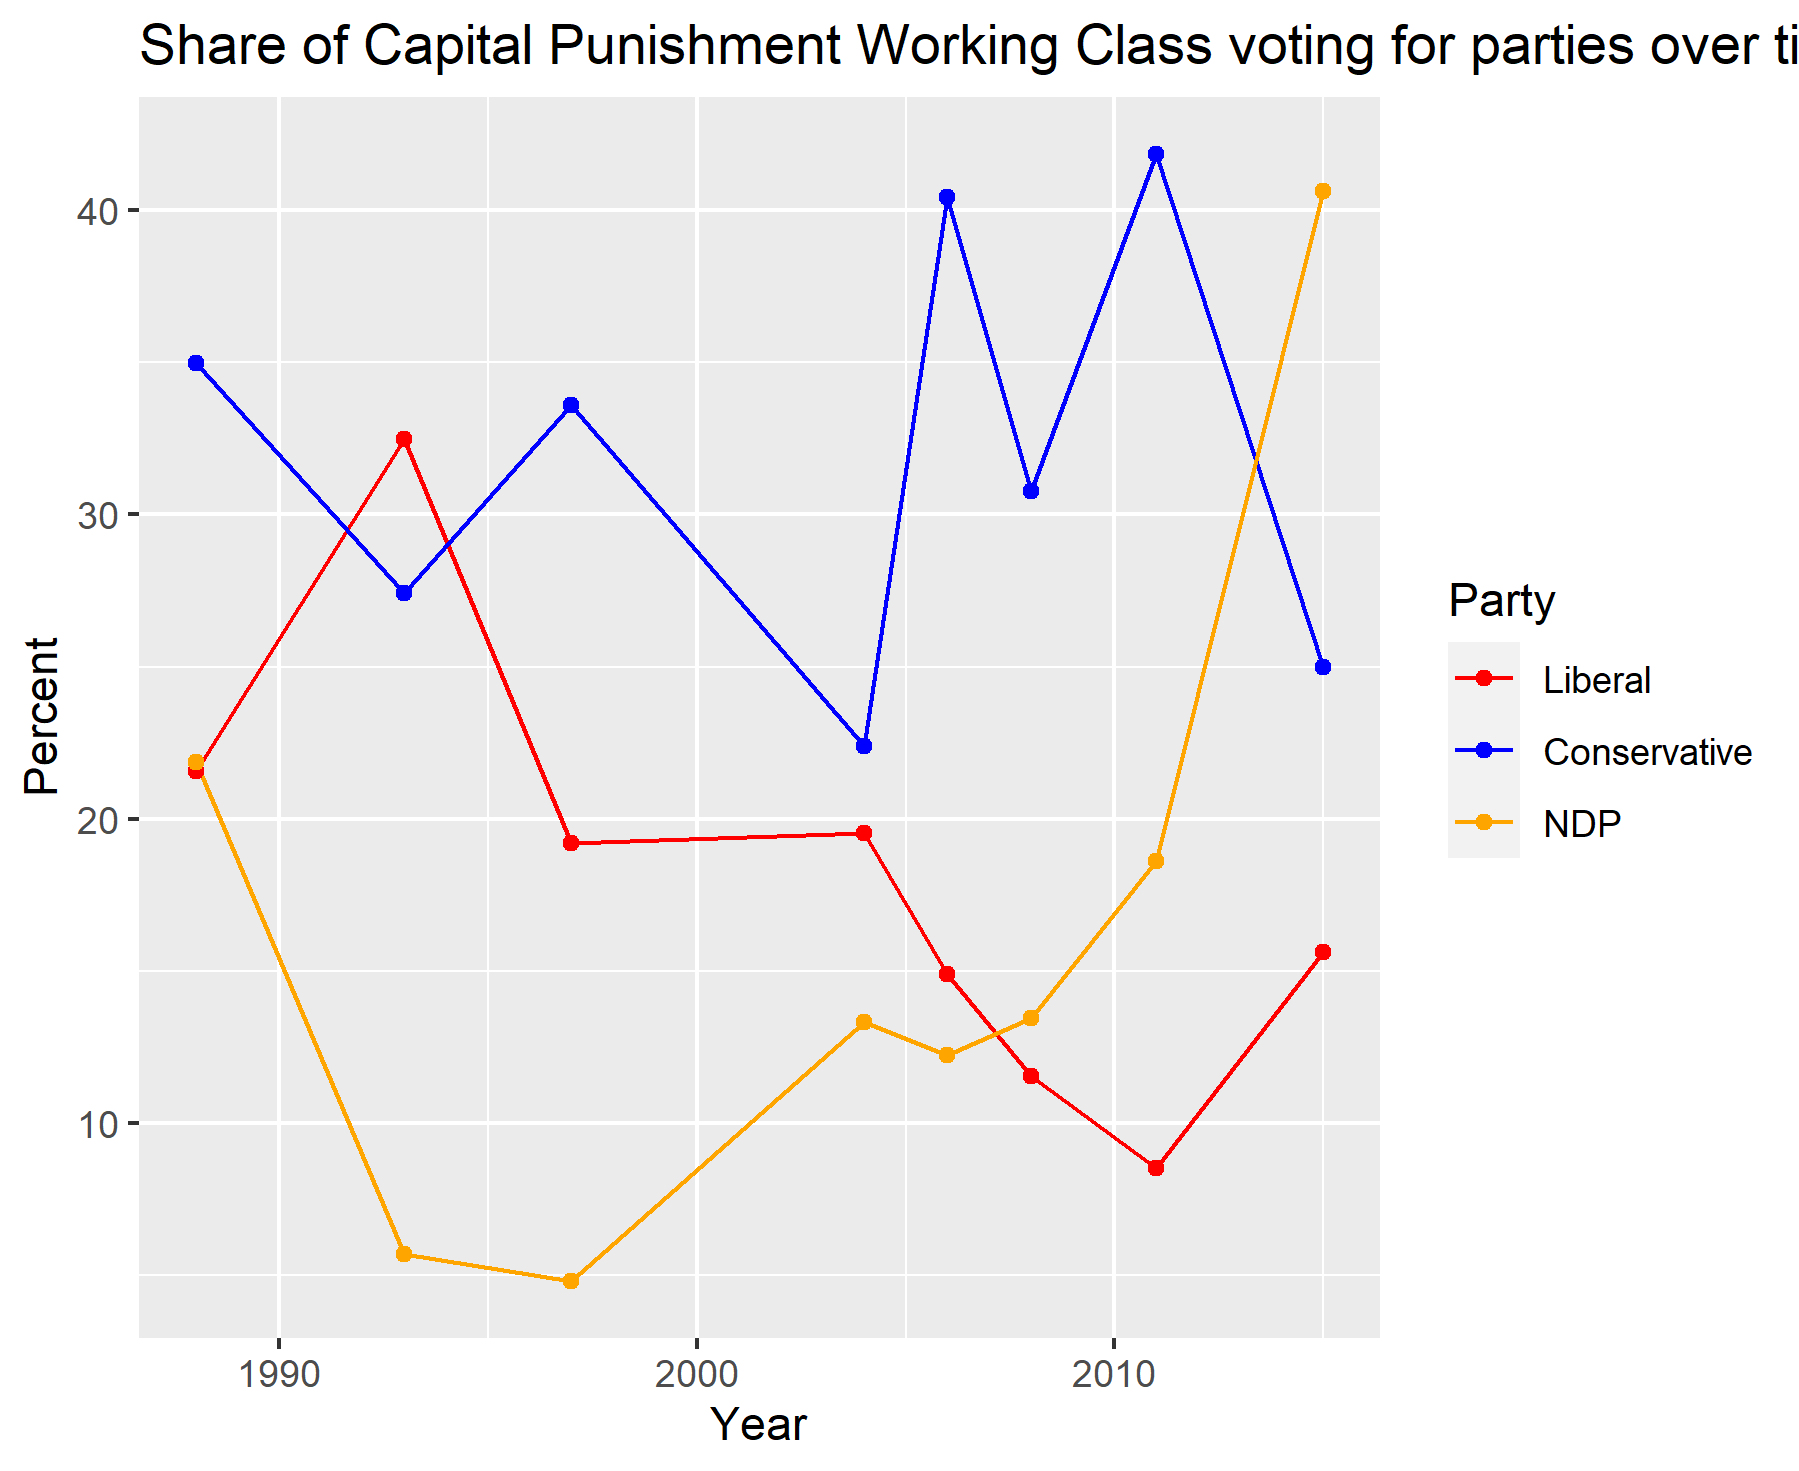 Share of Capital Punishment Working Class voting for parties over ti
40
30
20
10
Percent
1990
2000
2010
Year
Party
Liberal
Conservative
NDP